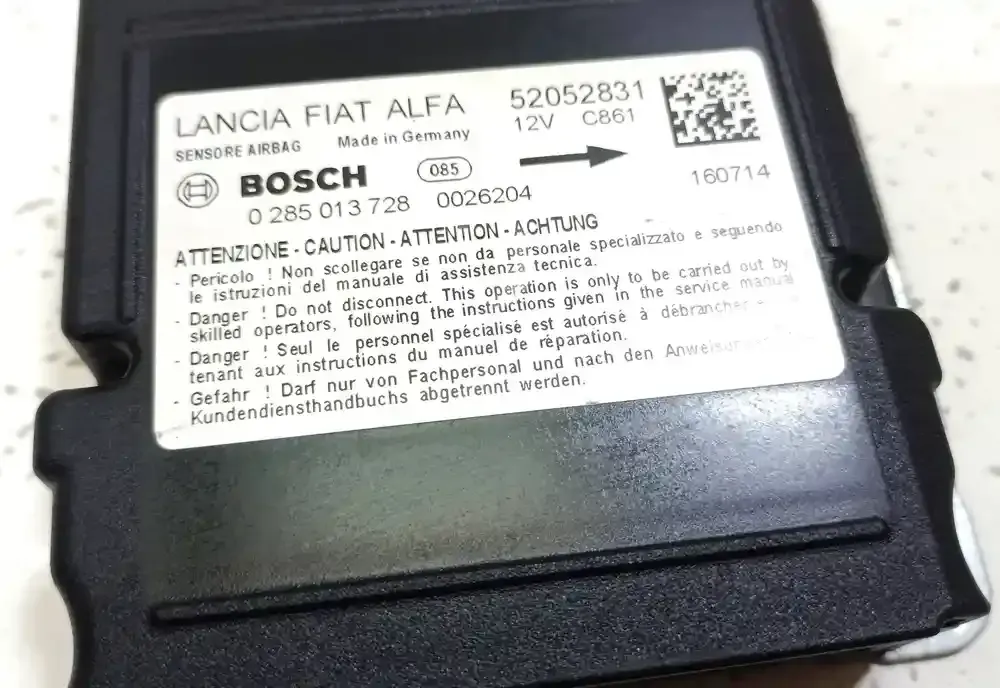 LANCIA FIAT ALFA 52052831
SENSORE AIRBAG Made in Germany 12V C861
BOSCH 085 160714
0 285 013 728 0026204
ATTENZIONE - CAUTION - ATTENTION - ACHTUNG
- Pericolo ! Non scollegare se non da personale specializzato e seguendo
le istruzioni del manuale di assistenza tecnica.
- Danger ! Do not disconnect. This operation is only to be carried out by
skilled operators, following the instructions given in the service manual
- Danger ! Seul le personnel spécialisé est autorisé à débrancher
tenant aux instructions du manuel de réparation.
- Gefahr ! Darf nur von Fachpersonal und nach den
Kundendiensthandbuchs abgetrennt werden.